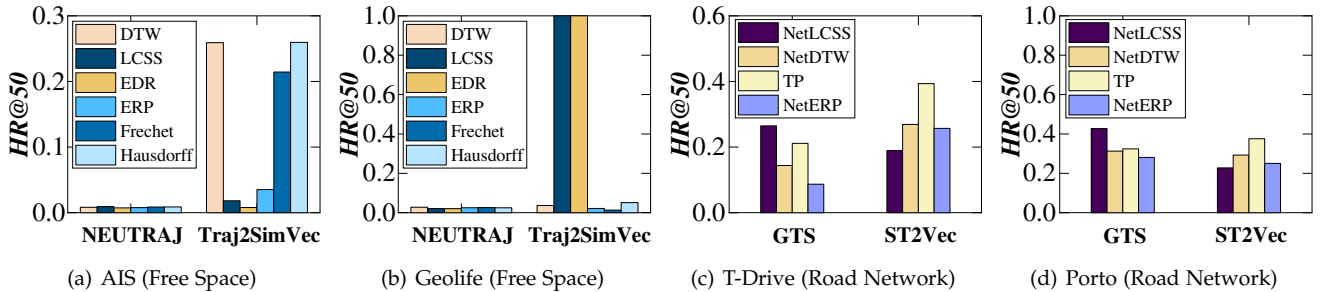 HR@50
0.3
0.2
0.1
0.0
DTW
LCSS
EDR
ERP
Frechet
Hausdorff
NEUTRAJ Traj2SimVec
(a) AIS (Free Space)
HR@50
1.0
0.8
0.6
0.4
0.2
0.0
DTW
LCSS
EDR
ERP
Frechet
Hausdorff
NEUTRAJ Traj2SimVec
(b) Geolife (Free Space)
HR@50
0.6
0.4
0.2
0.0
NetLCSS
NetDTW
TP
NetERP
GTS ST2Vec
(c) T-Drive (Road Network)
HR@50
1.0
0.8
0.6
0.4
0.2
0.0
NetLCSS
NetDTW
TP
NetERP
GTS ST2Vec
(d) Porto (Road Network)